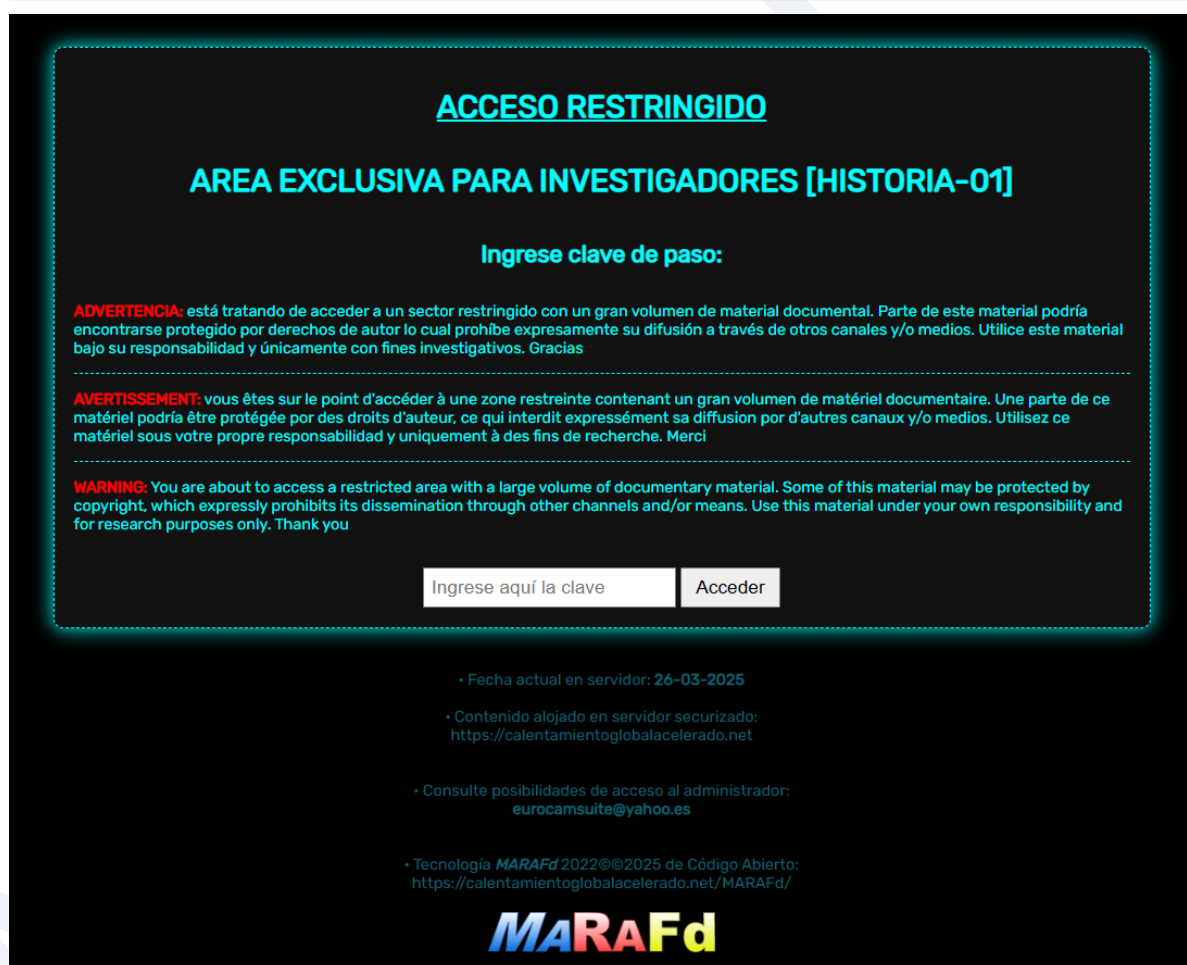 ACCESO RESTRINGIDO
AREA EXCLUSIVA PARA INVESTIGADORES [HISTORIA-01]
Ingrese clave de paso:
ADVERTENCIA: está tratando de acceder a un sector restringido con un gran volumen de material documental. Parte de este material podría
encontrarse protegido por derechos de autor lo cual prohíbe expresamente su difusión a través de otros canales y/o medios. Utilice este material
bajo su responsabilidad y únicamente con fines investigativos. Gracias
AVERTISSEMENT: vous êtes sur le point d'accéder à une zone restreinte contenant un gran volumen de matériel documentaire. Une parte de ce
matériel podría être protégée por des droits d'auteur, ce qui interdit expressément sa diffusion por d'autres canaux y/o medios. Utilisez ce
matériel sous votre propre responsabilidad y uniquement à des fins de recherche. Merci
WARNING: You are about to access a restricted area with a large volume of documentary material. Some of this material may be protected by
copyright, which expressly prohibits its dissemination through other channels and/or means. Use this material under your own responsibility and
for research purposes only. Thank you
Ingrese aquí la clave Acceder
• Fecha actual en servidor: 26-03-2025
• Contenido alojado en servidor securizado:
https://calentamientoglobalacelerado.net
• Consulte posibilidades de acceso al administrador:
eurocamsuite@yahoo.es
• Tecnología MARAFd 2022©©2025 de Código Abierto:
https://calentamientoglobalacelerado.net/MARAFd/
MARAFd